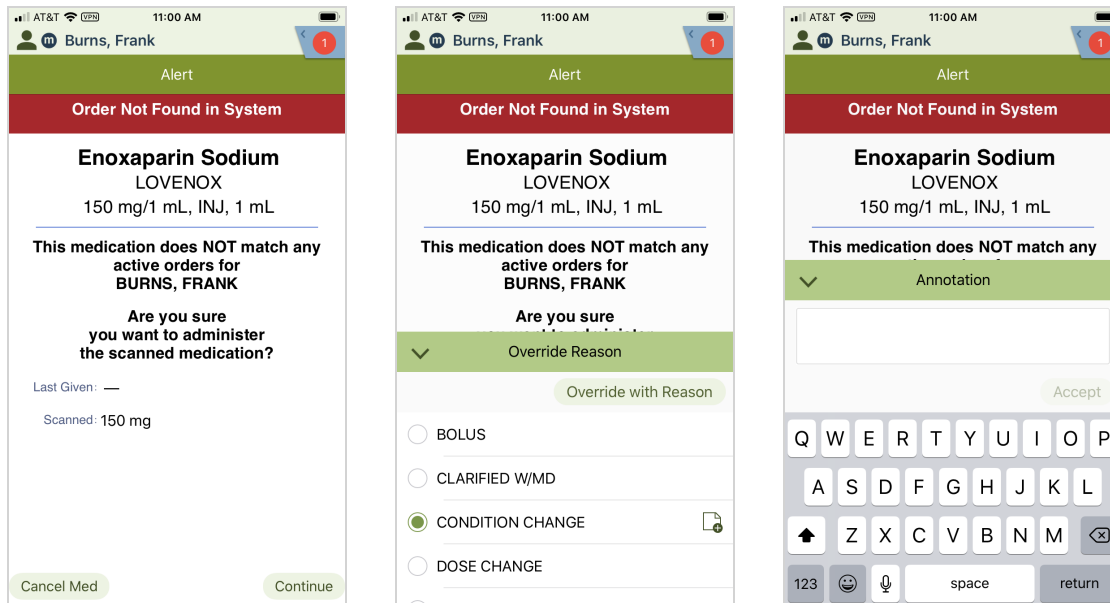 AT&T VPN 11:00 AM
m Burns, Frank 1
Alert
Order Not Found in System
Enoxaparin Sodium
LOVENOX
150 mg/1 mL, INJ, 1 mL
This medication does NOT match any
active orders for
BURNS, FRANK
Are you sure
you want to administer
the scanned medication?
Last Given: —
Scanned: 150 mg
Cancel Med Continue
AT&T VPN 11:00 AM
m Burns, Frank 1
Alert
Order Not Found in System
Enoxaparin Sodium
LOVENOX
150 mg/1 mL, INJ, 1 mL
This medication does NOT match any
active orders for
BURNS, FRANK
Are you sure
Override Reason
Override with Reason
BOLUS
CLARIFIED W/MD
CONDITION CHANGE
DOSE CHANGE
AT&T VPN 11:00 AM
m Burns, Frank 1
Alert
Order Not Found in System
Enoxaparin Sodium
LOVENOX
150 mg/1 mL, INJ, 1 mL
This medication does NOT match any
Annotation
Accept
Q W E R T Y U I O P
A S D F G H J K L
Z X C V B N M
123 space return